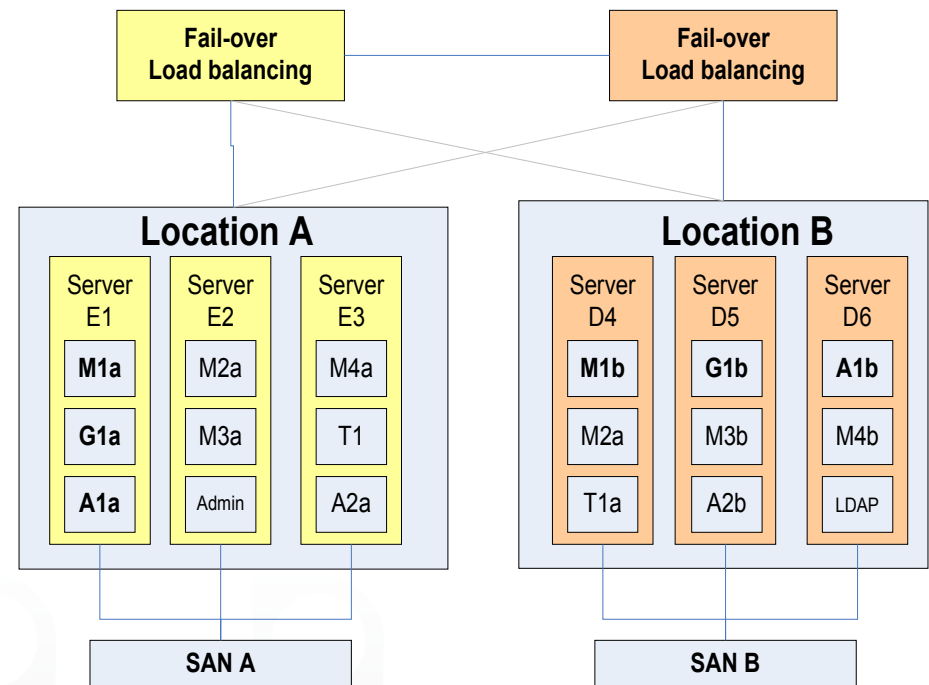 Fail-over
Load balancing
Fail-over
Load balancing
Location A
Server
E1
M1a
G1a
A1a
Server
E2
M2a
M3a
Admin
Server
E3
M4a
T1
A2a
Location B
Server
D4
M1b
M2a
T1a
Server
D5
G1b
M3b
A2b
Server
D6
A1b
M4b
LDAP
SAN A
SAN B